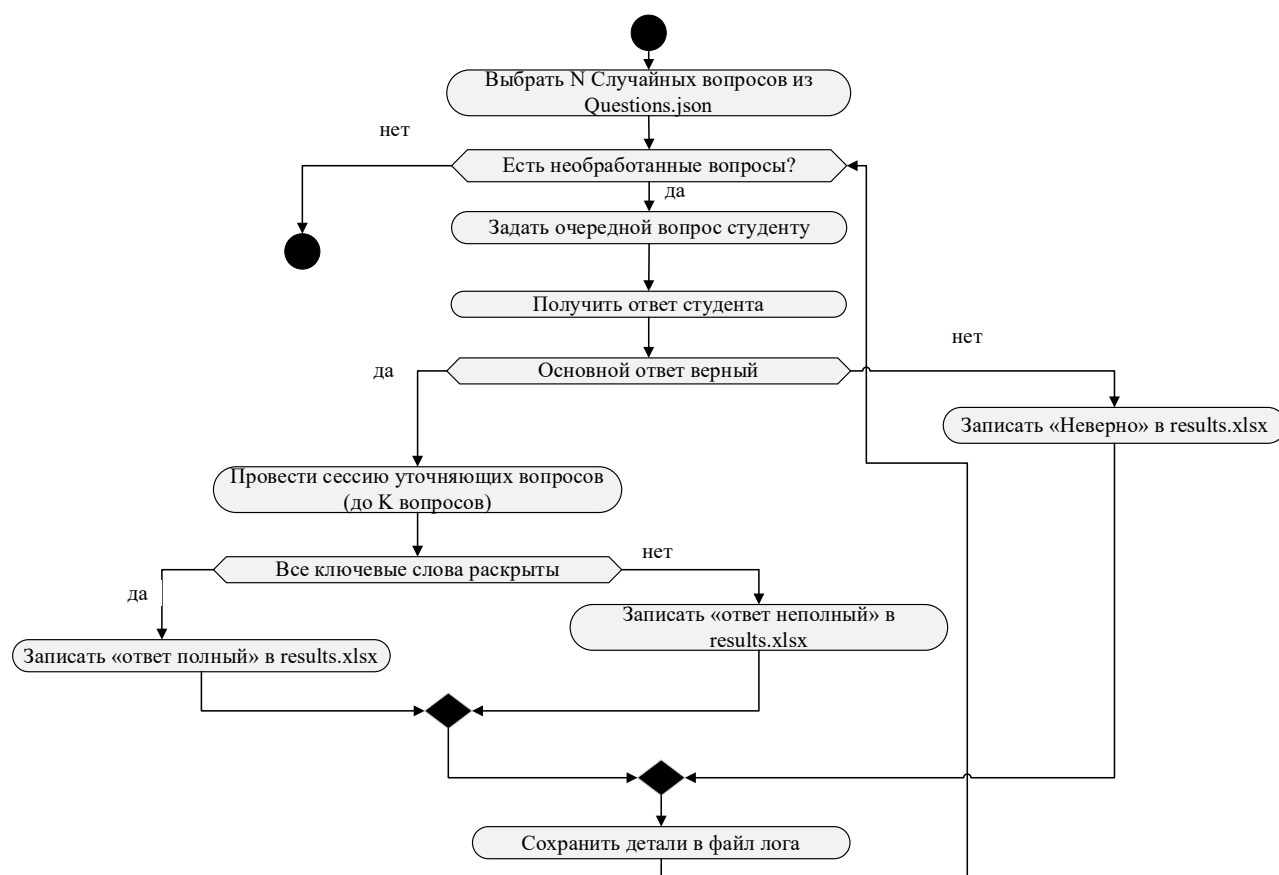 Выбрать N Случайных вопросов из
Questions.json
нет
Есть необработанные вопросы?
да
Задать очередной вопрос студенту
Получить ответ студента
нет
да
Основной ответ верный
Записать «Неверно» в results.xlsx
Провести сессию уточняющих вопросов
(до K вопросов)
нет
Все ключевые слова раскрыты
да
Записать «ответ неполный» в
results.xlsx
Записать «ответ полный» в results.xlsx
Сохранить детали в файл лога